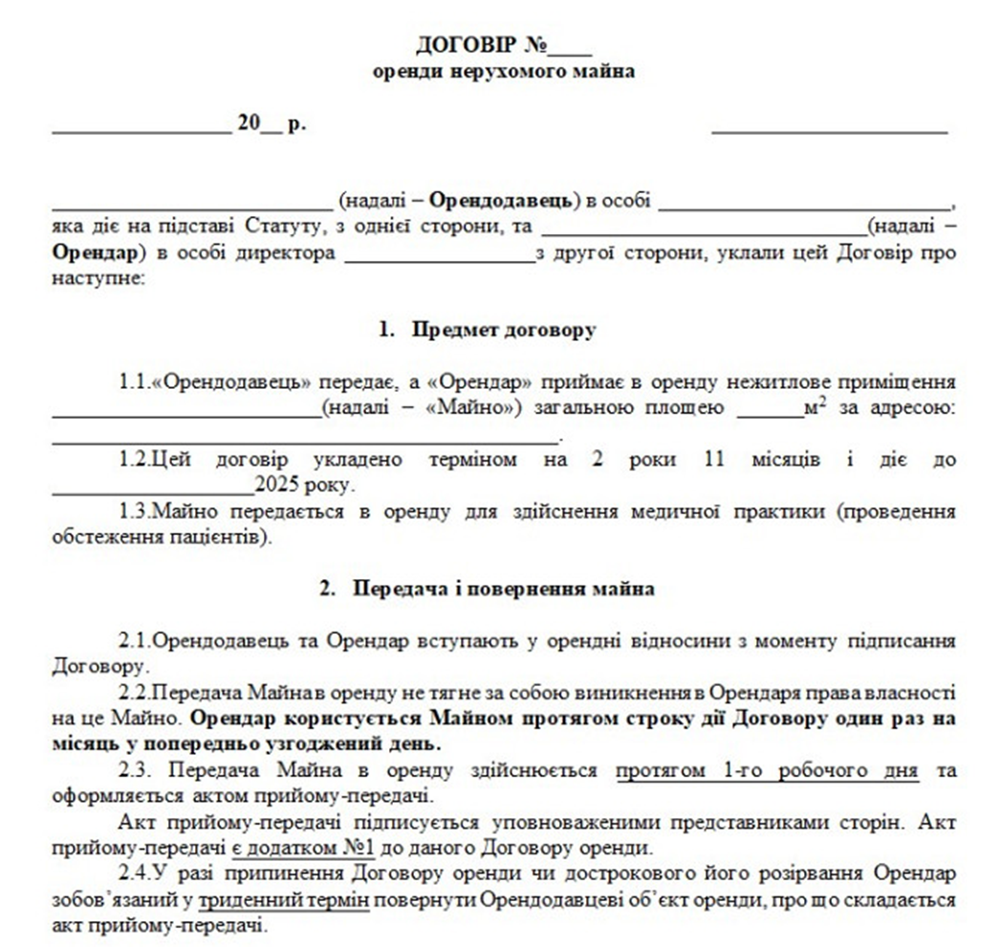 ДОГОВІР №____
оренди нерухомого майна
________________ 20__ р. _____________________
_________________________ (надалі – Орендодавець) в особі __________________________,
яка діє на підставі Статуту, з однієї сторони, та _____________________________(надалі –
Орендар) в особі директора _________________з другої сторони, уклали цей Договір про
наступне:
1. Предмет договору
1.1.«Орендодавець» передає, а «Орендар» приймає в оренду нежитлове приміщення
________________________(надалі – «Майно») загальною площею ______м² за адресою:
_____________________________________________.
1.2.Цей договір укладено терміном на 2 роки 11 місяців і діє до
__________________2025 року.
1.3.Майно передається в оренду для здійснення медичної практики (проведення
обстеження пацієнтів).
2. Передача і повернення майна
2.1.Орендодавець та Орендар вступають у орендні відносини з моменту підписання
Договору.
2.2.Передача Майна в оренду не тягне за собою виникнення в Орендаря права власності
на це Майно. Орендар користується Майном протягом строку дії Договору один раз на
місяць у попередньо узгоджений день.
2.3. Передача Майна в оренду здійснюється протягом 1-го робочого дня та
оформляється актом прийому-передачі.
Акт прийому-передачі підписується уповноваженими представниками сторін. Акт
прийому-передачі є додатком №1 до даного Договору оренди.
2.4.У разі припинення Договору оренди чи дострокового його розірвання Орендар
зобов’язаний у триденний термін повернути Орендодавцеві об’єкт оренди, про що складається
акт прийому-передачі.